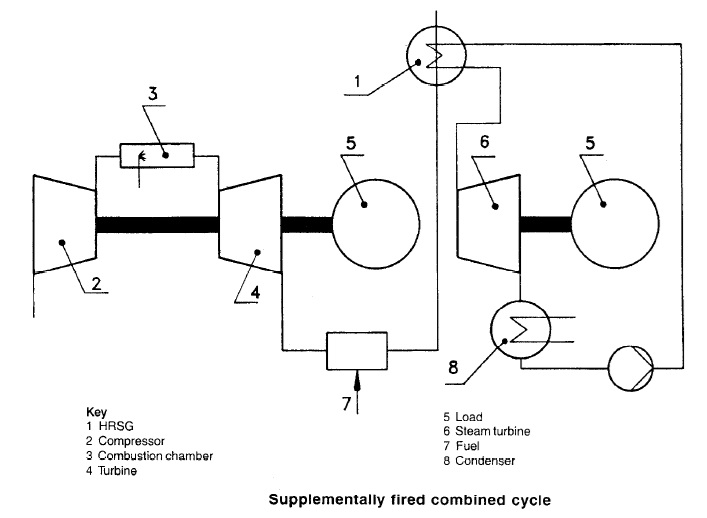 1
3
5
6
5
2
4
8
7
Key
1 HRSG
2 Compressor
3 Combustion chamber
4 Turbine
5 Load
6 Steam turbine
7 Fuel
8 Condenser
Supplementally fired combined cycle